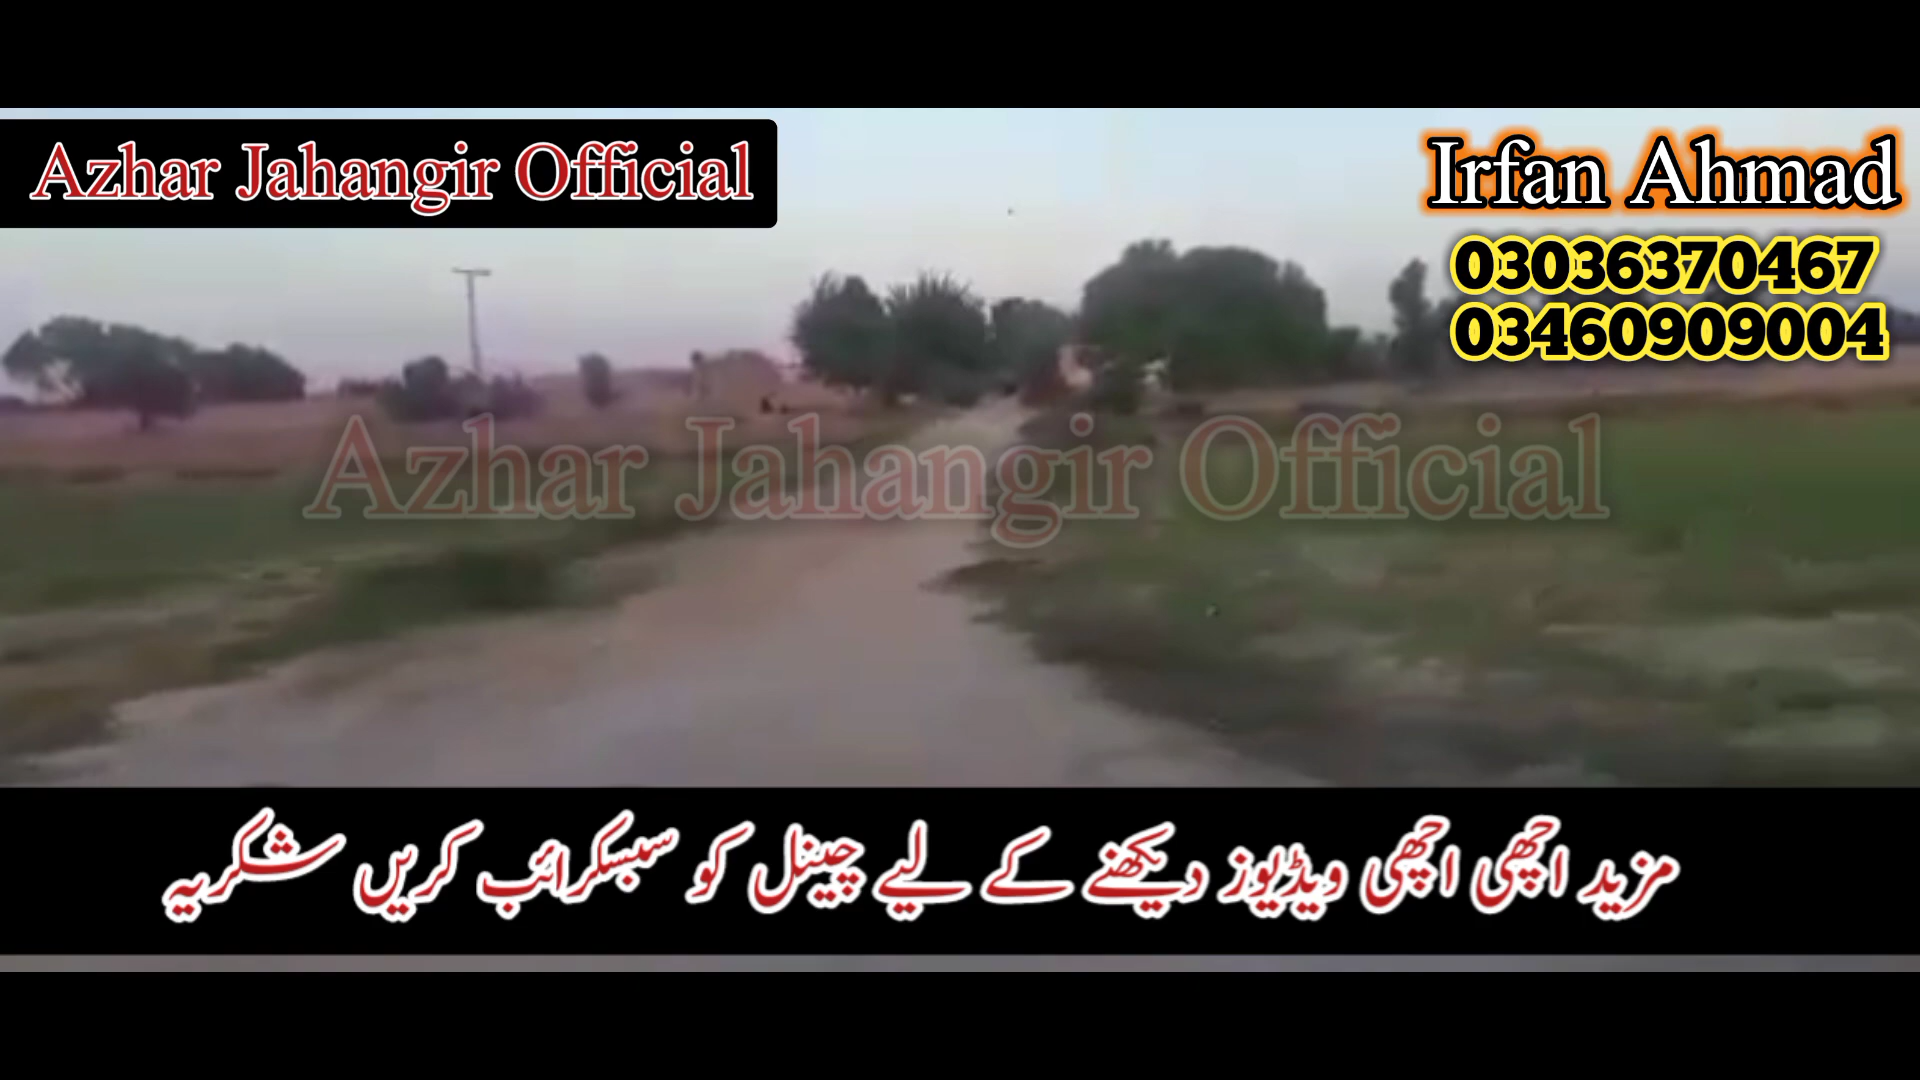 Azhar Jahangir Official
Irfan Ahmad
03036370467
03460909004
Azhar Jahangir Official
مزید اچھی اچھی ویڈیوز دیکھنے کے لیے چینل کو سبسکرائب کریں شکریہ